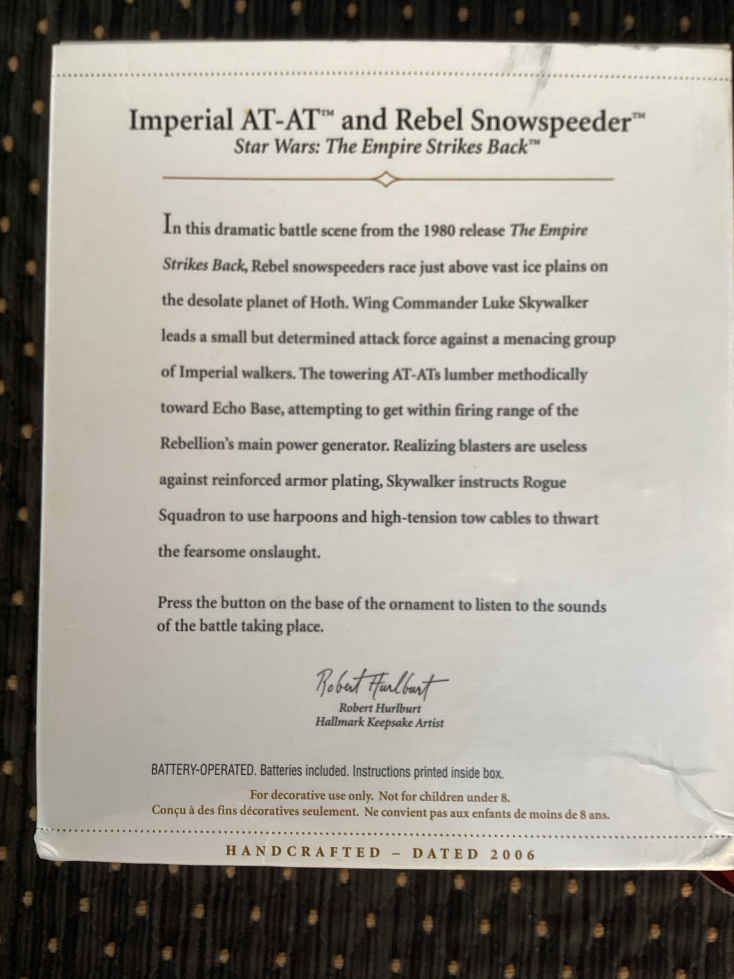 Imperial AT-AT™ and Rebel Snowspeeder™
Star Wars: The Empire Strikes Back™
In this dramatic battle scene from the 1980 release The Empire
Strikes Back, Rebel snowspeeders race just above vast ice plains on
the desolate planet of Hoth. Wing Commander Luke Skywalker
leads a small but determined attack force against a menacing group
of Imperial walkers. The towering AT-ATs lumber methodically
toward Echo Base, attempting to get within firing range of the
Rebellion's main power generator. Realizing blasters are useless
against reinforced armor plating, Skywalker instructs Rogue
Squadron to use harpoons and high-tension tow cables to thwart
the fearsome onslaught.
Press the button on the base of the ornament to listen to the sounds
of the battle taking place.
Robert Hurlburt
Robert Hurlburt
Hallmark Keepsake Artist
BATTERY-OPERATED. Batteries included. Instructions printed inside box.
For decorative use only. Not for children under 8.
Conçu à des fins décoratives seulement. Ne convient pas aux enfants de moins de 8 ans.
HANDCRAFTED – DATED 2006